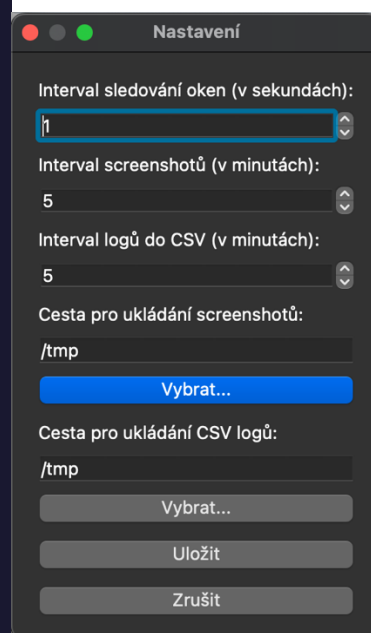 Nastavení
Interval sledování oken (v sekundách):
1
Interval screenshotů (v minutách):
5
Interval logů do CSV (v minutách):
5
Cesta pro ukládání screenshotů:
/tmp
Vybrat...
Cesta pro ukládání CSV logů:
/tmp
Vybrat...
Uložit
Zrušit